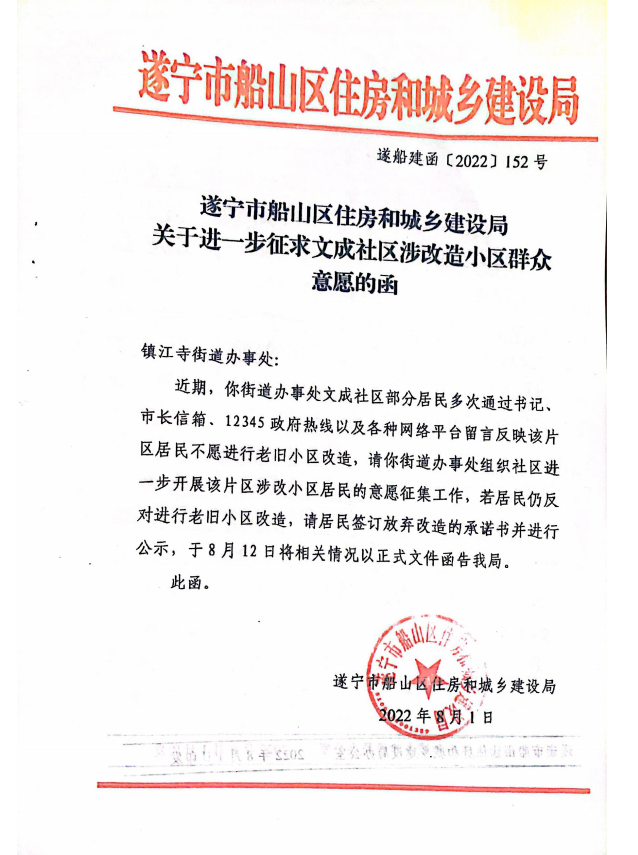 遂宁市船山区住房和城乡建设局
遂船建函〔2022〕152号
遂宁市船山区住房和城乡建设局
关于进一步征求文成社区涉改造小区群众
意愿的函
镇江寺街道办事处：
近期，你街道办事处文成社区部分居民多次通过书记、
市长信箱、12345政府热线以及各种网络平台留言反映该片
区居民不愿进行老旧小区改造，请你街道办事处组织社区进
一步开展该片区涉改小区居民的意愿征集工作，若居民仍反
对进行老旧小区改造，请居民签订放弃改造的承诺书并进行
公示，于8月12日将相关情况以正式文件函告我局。
此函。
遂宁市船山区住房和城乡建设局
2022年8月1日